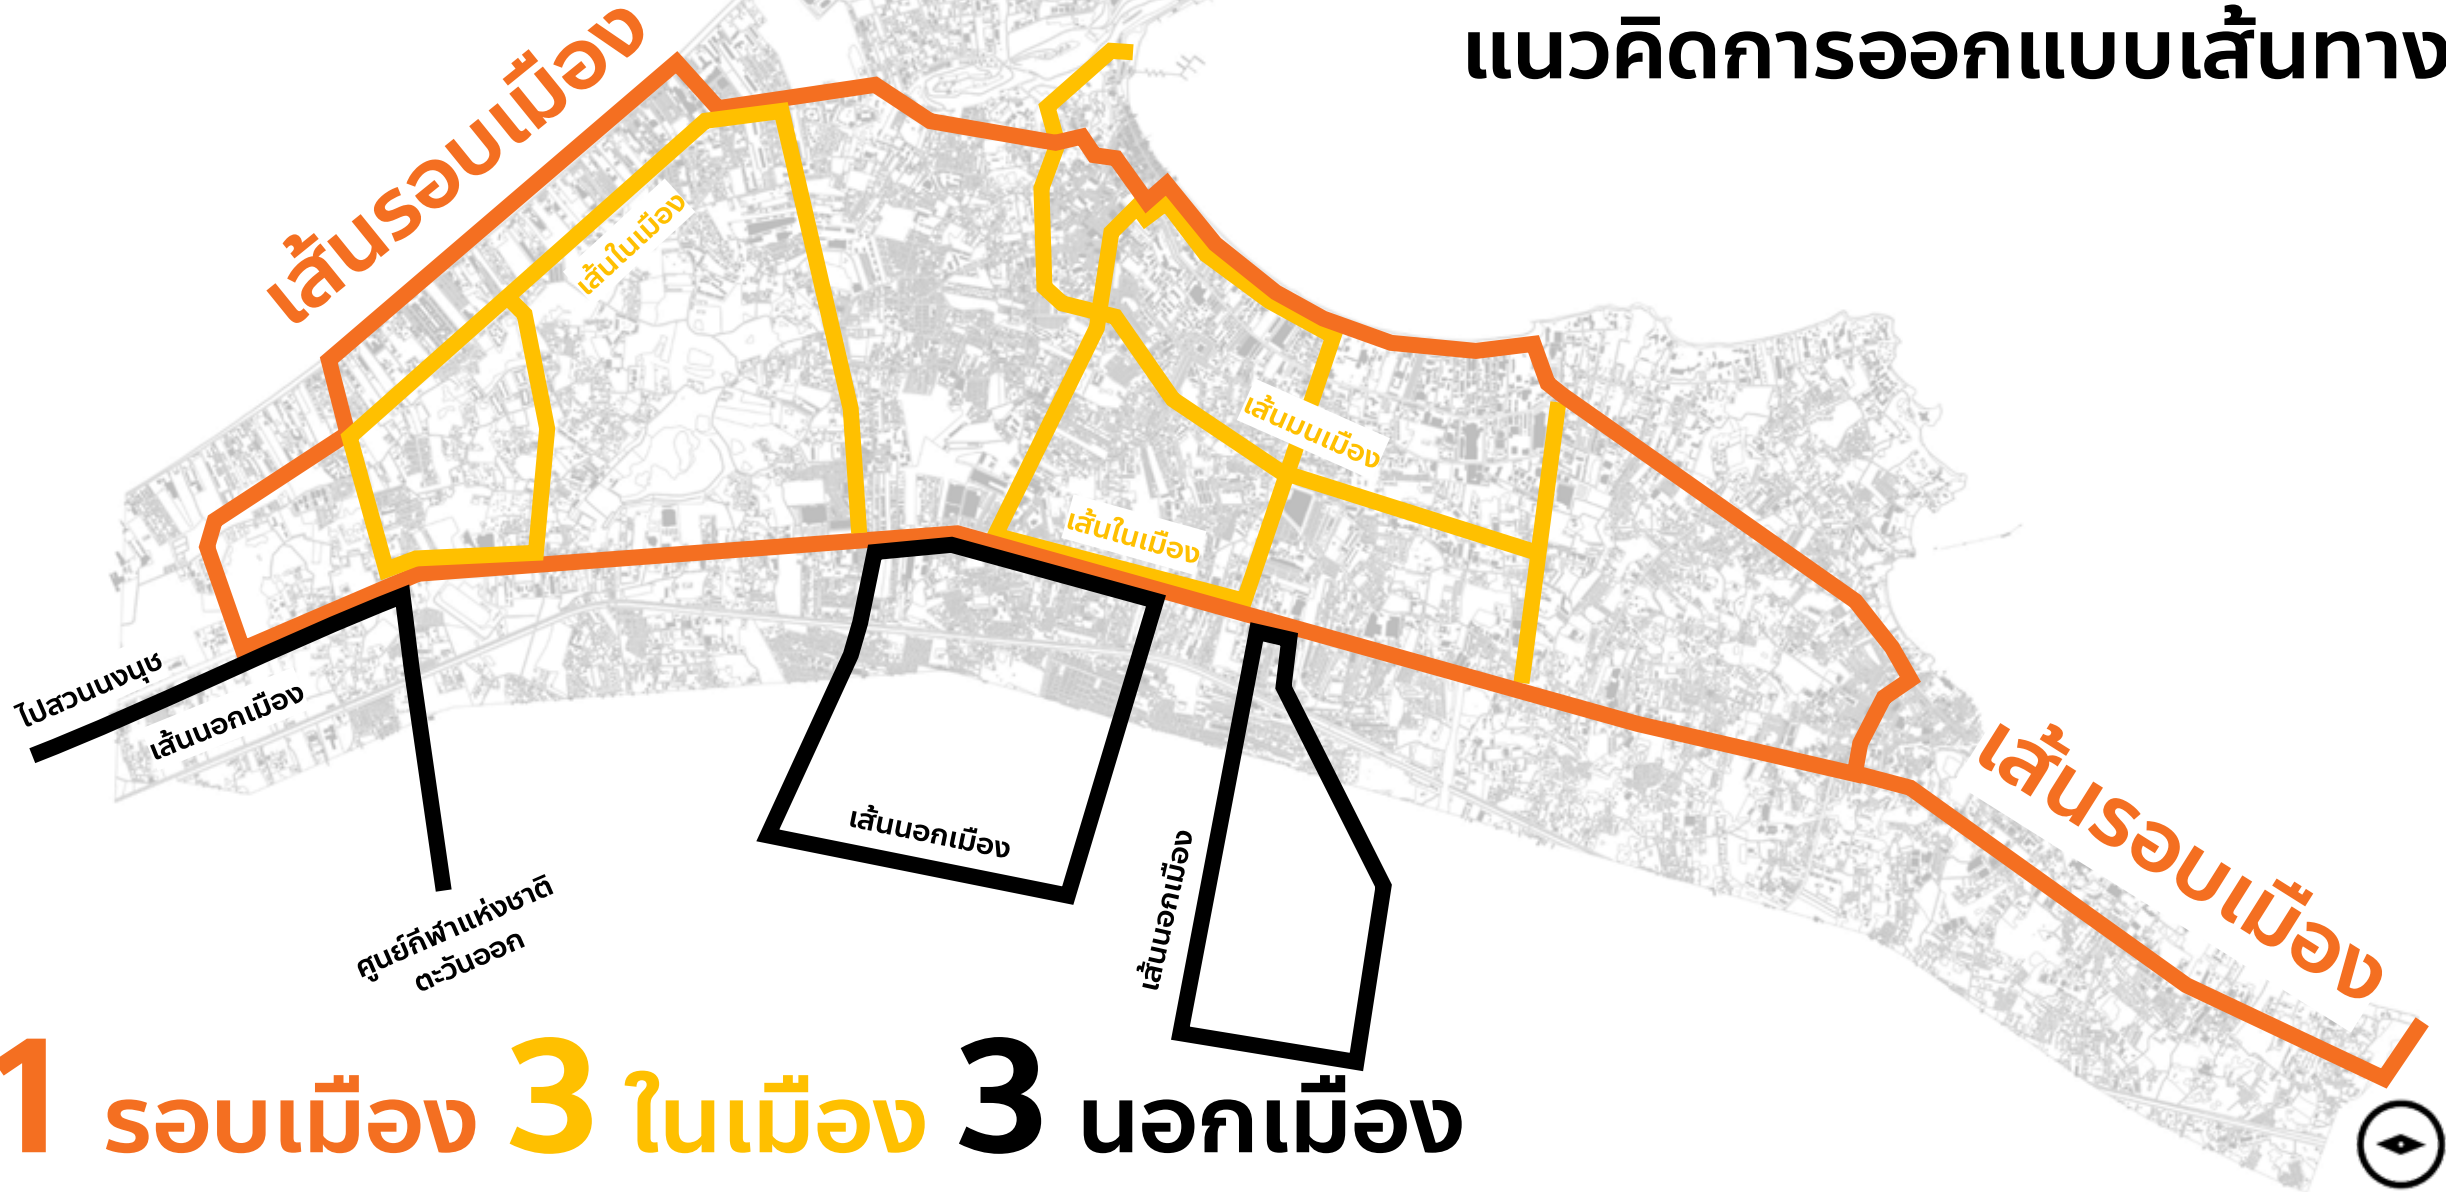 แนวคิดการออกแบบเส้นทาง
เส้นรอบเมือง
เส้นในเมือง
เส้นมนเมือง
เส้นในเมือง
ไปสวนนงนุช
เส้นนอกเมือง
เส้นนอกเมือง
เส้นนอกเมือง
เส้นรอบเมือง
ศูนย์กีฬาแห่งชาติ
ตะวันออก
1 รอบเมือง 3 ในเมือง 3 นอกเมือง